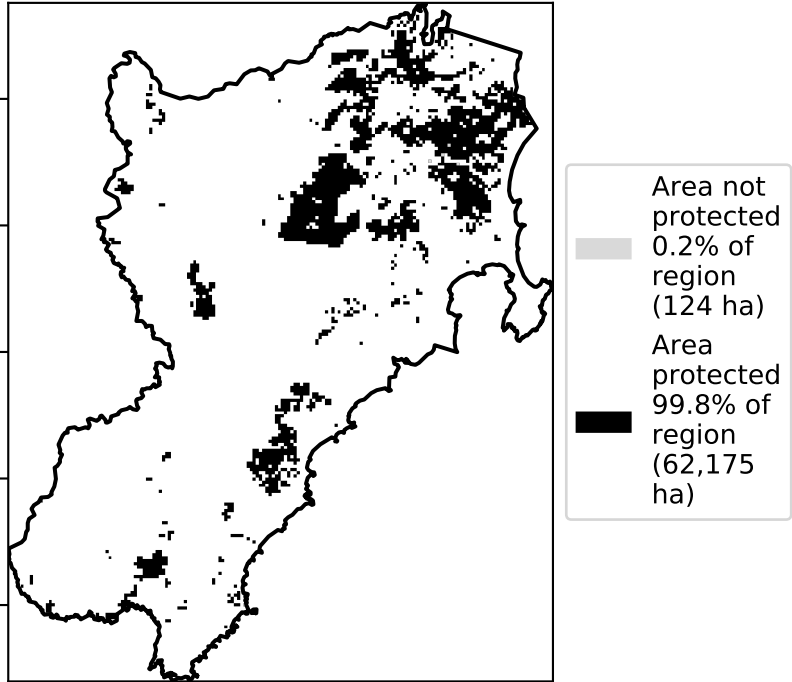 Area not
protected
0.2% of
region
(124 ha)
Area
protected
99.8% of
region
(62,175
ha)